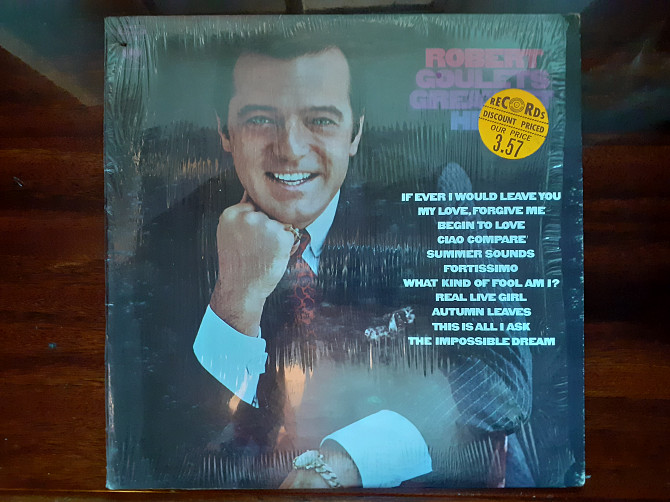 ROBERT
GOULET'S
HI
RECORDS
DISCOUNT PRICED
OUR PRICE
3.57
IF EVER I WOULD LEAVE YOU
MY LOVE, FORGIVE ME
BEGIN TO LOVE
CIAO COMPARE'
SUMMER SOUNDS
FORTISSIMO
WHAT KIND OF FOOL AM I?
REAL LIVE GIRL
AUTUMN LEAVES
THIS IS ALL I ASK
THE IMPOSSIBLE DREAM